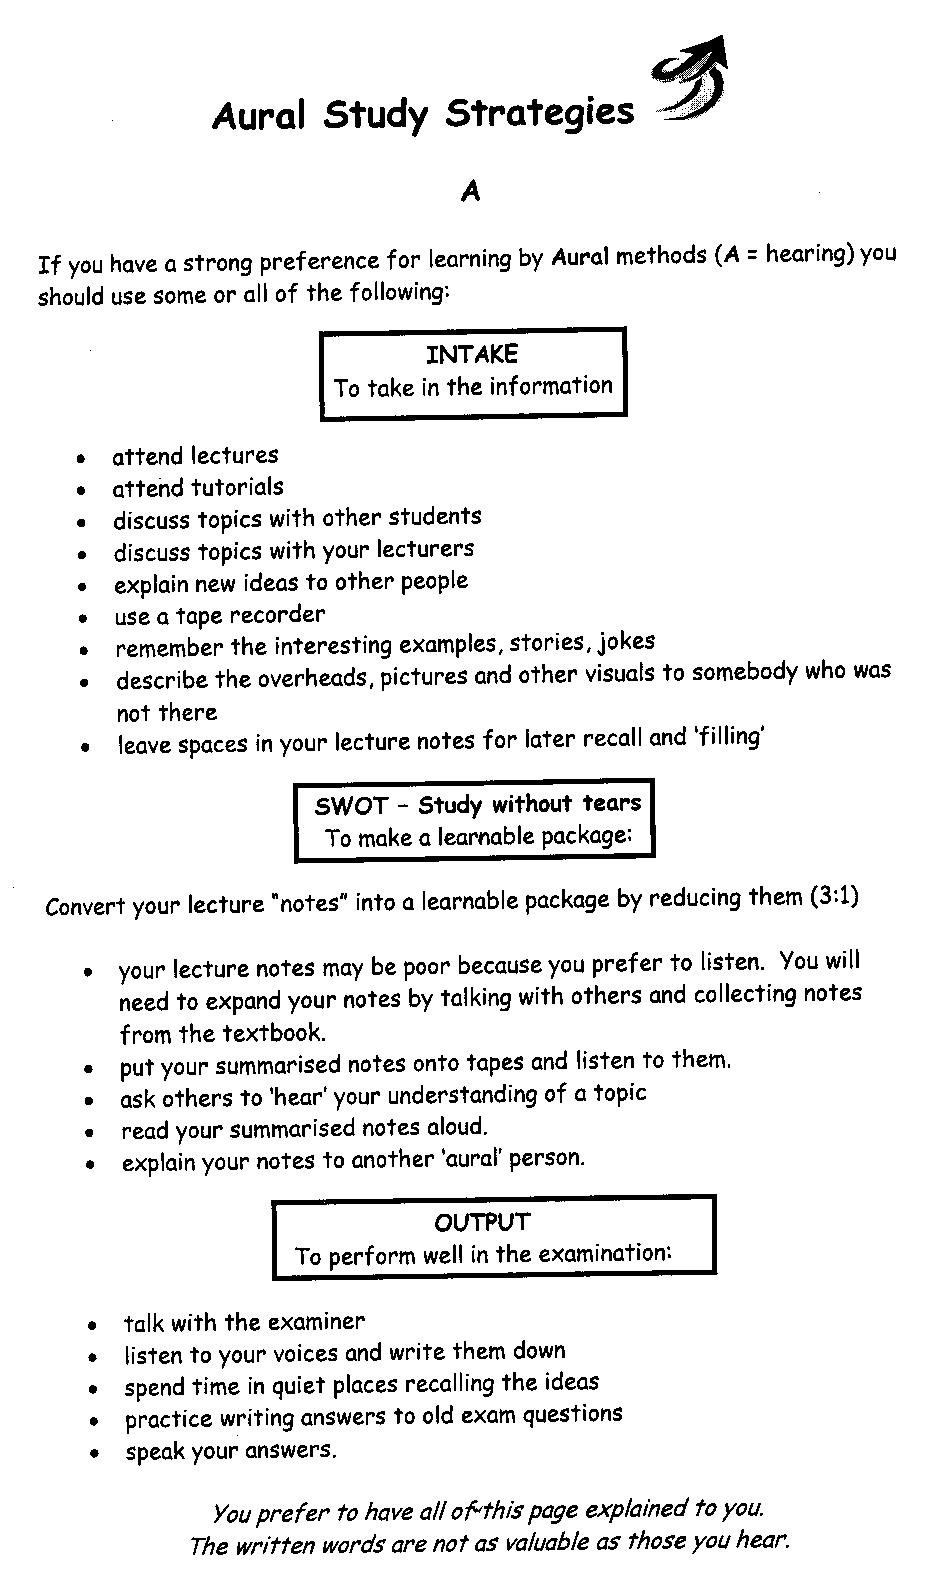 Aural Study Strategies
A
If you have a strong preference for learning by Aural methods (A = hearing) you
should use some or all of the following:
INTAKE
To take in the information
• attend lectures
• attend tutorials
• discuss topics with other students
• discuss topics with your lecturers
• explain new ideas to other people
• use a tape recorder
• remember the interesting examples, stories, jokes
• describe the overheads, pictures and other visuals to somebody who was
not there
• leave spaces in your lecture notes for later recall and 'filling'
SWOT - Study without tears
To make a learnable package:
Convert your lecture "notes" into a learnable package by reducing them (3:1)
• your lecture notes may be poor because you prefer to listen. You will
need to expand your notes by talking with others and collecting notes
from the textbook.
• put your summarised notes onto tapes and listen to them.
• ask others to 'hear' your understanding of a topic
• read your summarised notes aloud.
• explain your notes to another 'aural' person.
OUTPUT
To perform well in the examination:
• talk with the examiner
• listen to your voices and write them down
• spend time in quiet places recalling the ideas
• practice writing answers to old exam questions
• speak your answers.
You prefer to have all of this page explained to you.
The written words are not as valuable as those you hear.